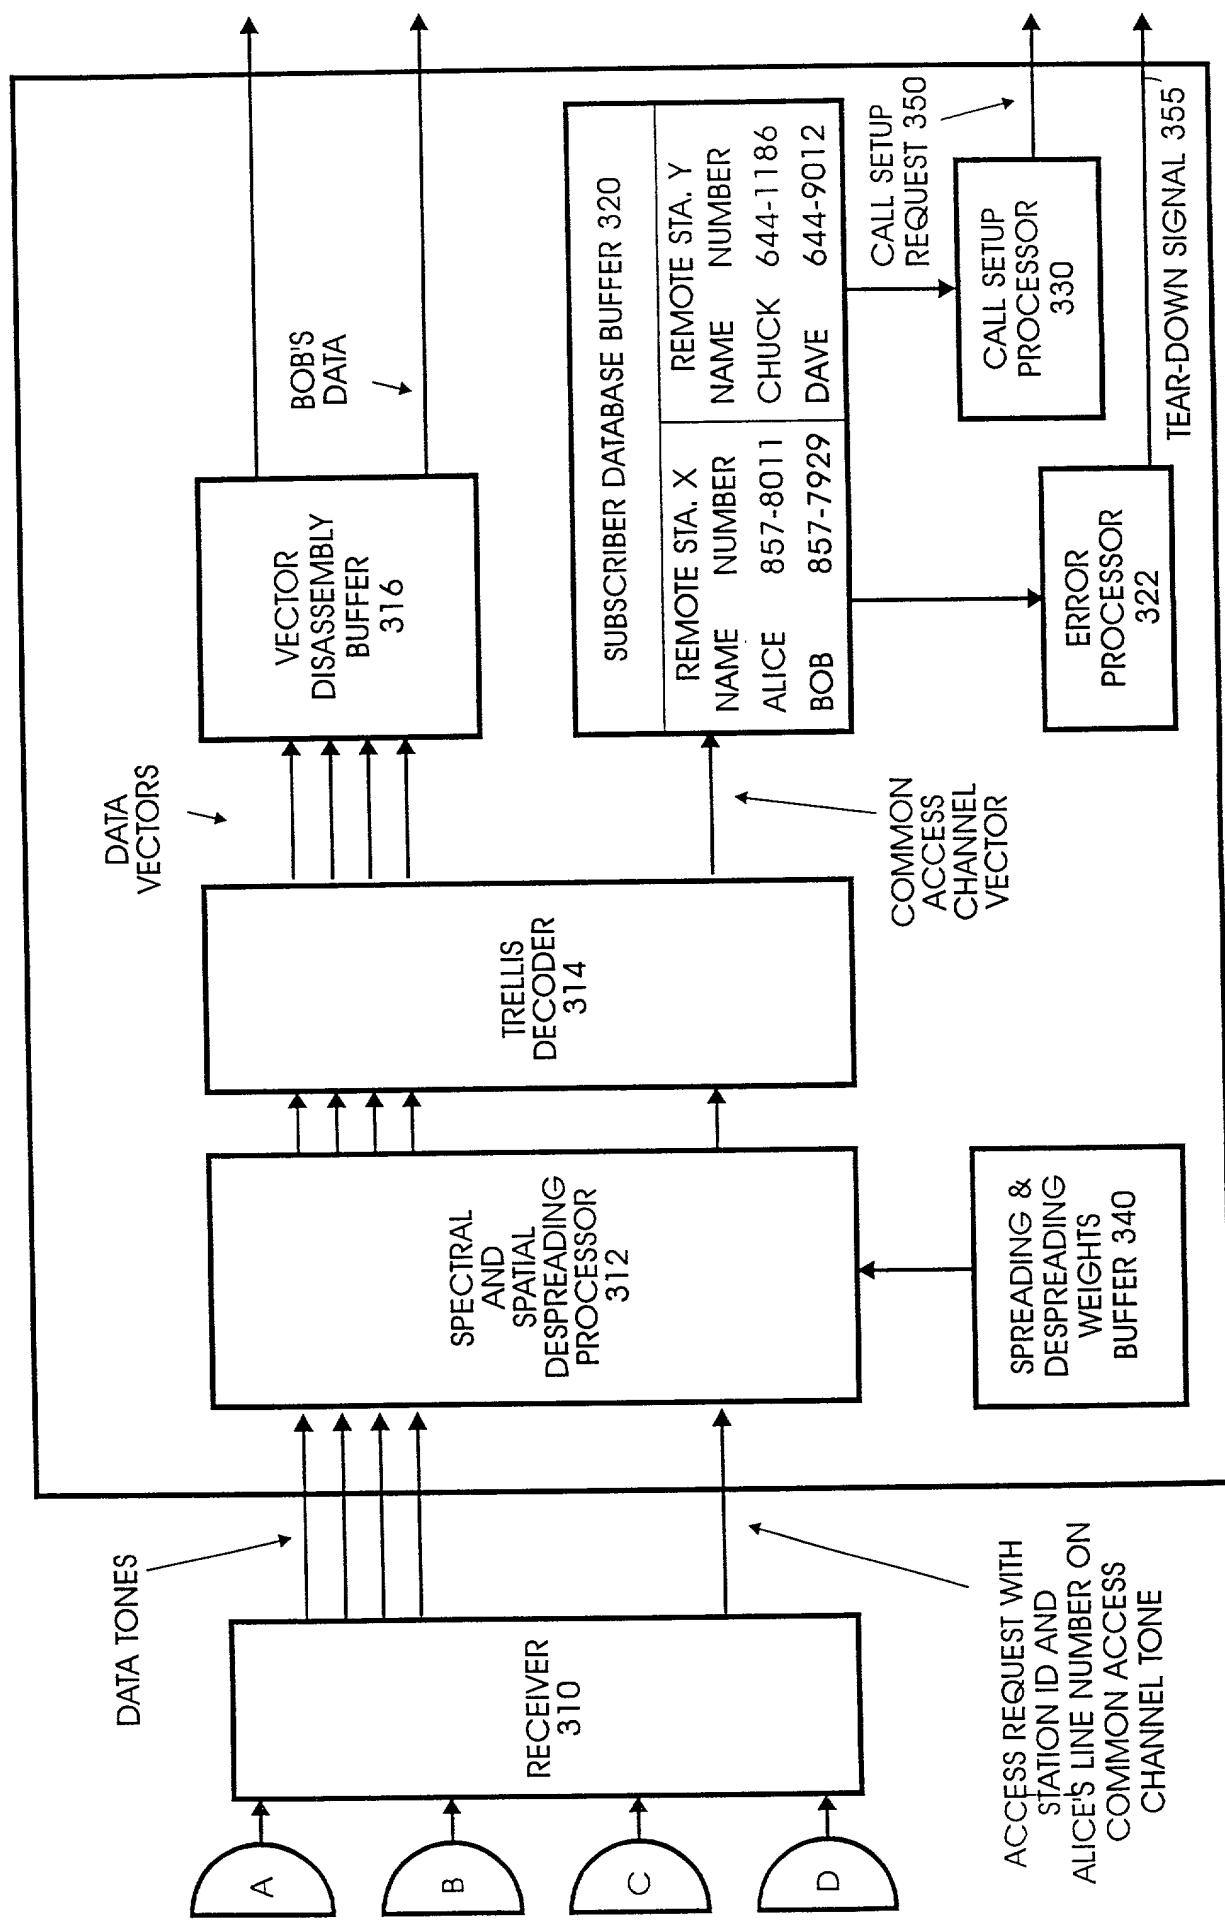 A
B
C
D
RECEIVER
310
DATA TONES
ACCESS REQUEST WITH
STATION ID AND
ALICE'S LINE NUMBER ON
COMMON ACCESS
CHANNEL TONE
SPECTRAL
AND
SPATIAL
DESPREADING
PROCESSOR
312
SPREADING &
DESPREADING
WEIGHTS
BUFFER 340
TRELLIS
DECODER
314
DATA
VECTORS
COMMON
ACCESS
CHANNEL
VECTOR
VECTOR
DISASSEMBLY
BUFFER
316
BOB'S
DATA
SUBSCRIBER DATABASE BUFFER 320
REMOTE STA. X REMOTE STA. Y
NAME NUMBER NAME NUMBER
ALICE 857-8011 CHUCK 644-1186
BOB 857-7929 DAVE 644-9012
ERROR
PROCESSOR
322
CALL SETUP
PROCESSOR
330
CALL SETUP
REQUEST 350
TEAR-DOWN SIGNAL 355